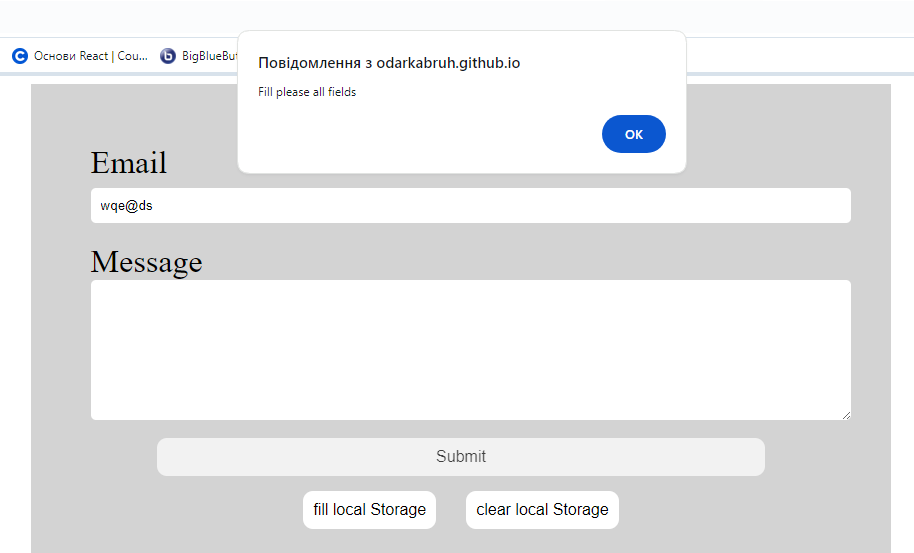 Основи React | Cou...
BigBlueBut
Повідомлення з odarkabruh.github.io
Fill please all fields
OK
Email
wqe@ds
Message
Submit
fill local Storage
clear local Storage